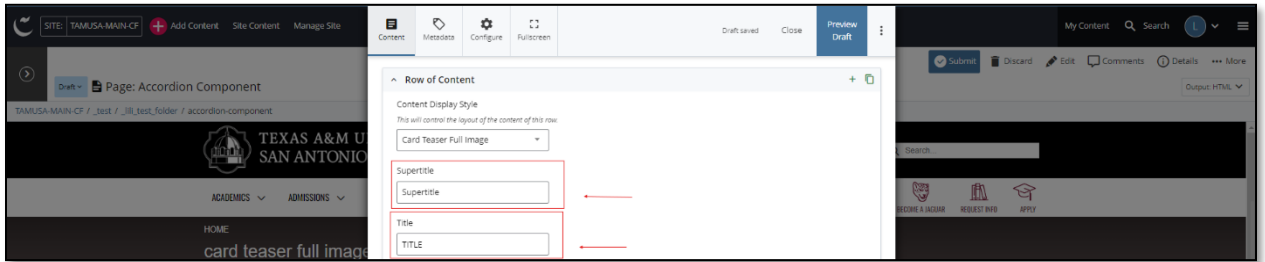 SITE: TAMUSA-MAIN-CF Add Content Site Content Manage Site
Content Metadata Configure Fullscreen
Draft saved Close Preview Draft
My Content Search L
Submit Discard Edit Comments Details More
Draft Page: Accordion Component
Output: HTML
TAMUSA-MAIN-CF / _test / _lili_test_folder / accordion-component
Row of Content
Content Display Style
This will control the layout of the content of this row.
Card Teaser Full Image
Supertitle
Supertitle
Title
TITLE
TEXAS A&M U
SAN ANTONIO
Search...
ACADEMICS ADMISSIONS
BECOME A JAGUAR REQUEST INFO APPLY
HOME
card teaser full image